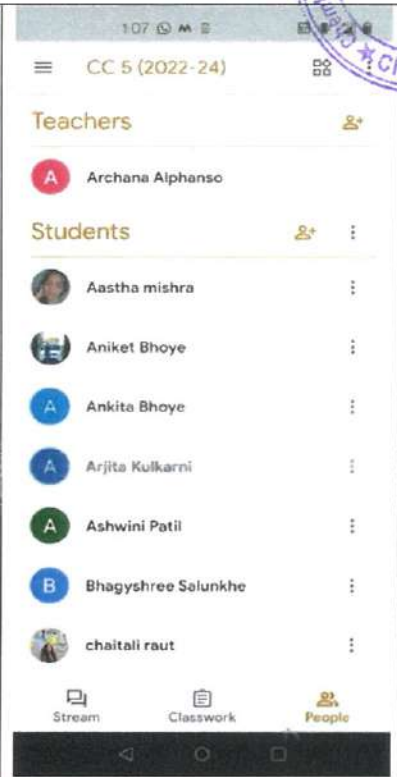 1:07
CC 5 (2022-24)
Teachers
A Archana Alphanso
Students
Aastha mishra
Aniket Bhoye
A Ankita Bhoye
A Arjita Kulkarni
A Ashwini Patil
B Bhagyshree Salunkhe
chaitali raut
Stream Classwork People